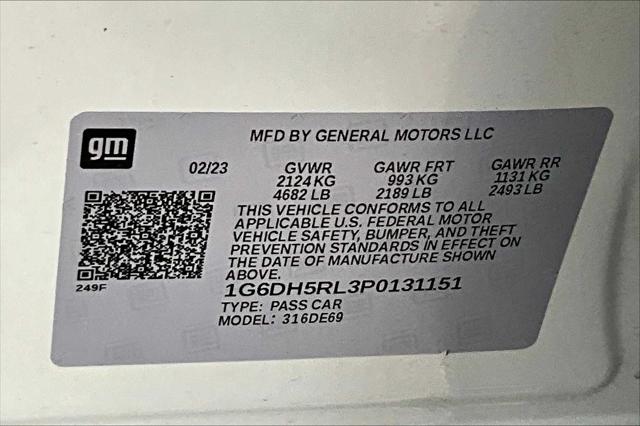 gm
MFD BY GENERAL MOTORS LLC
02/23 GVWR GAWR FRT GAWR RR
2124 KG 993 KG 1131 KG
4682 LB 2189 LB 2493 LB
THIS VEHICLE CONFORMS TO ALL
APPLICABLE U.S. FEDERAL MOTOR
VEHICLE SAFETY, BUMPER, AND THEFT
PREVENTION STANDARDS IN EFFECT ON
THE DATE OF MANUFACTURE SHOWN
ABOVE.
249F
1G6DH5RL3P0131151
TYPE: PASS CAR
MODEL: 316DE69